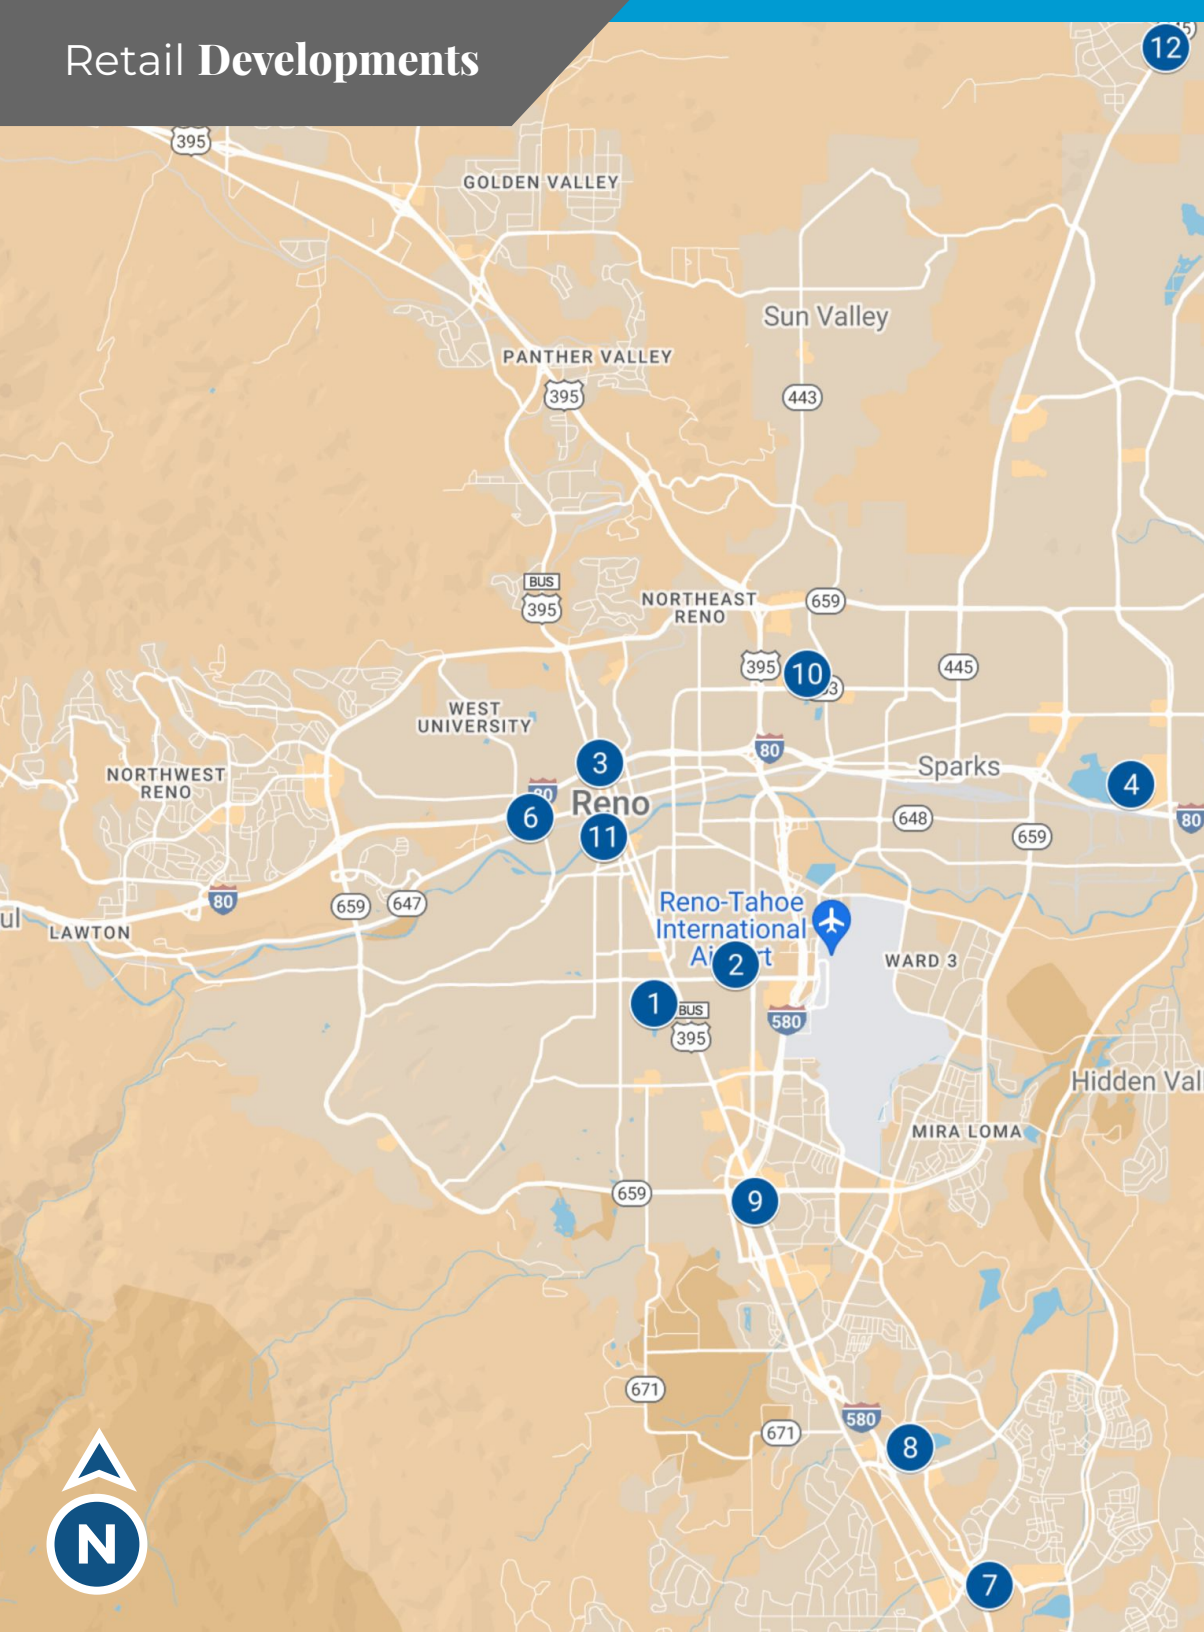 Retail Developments
12
395
GOLDEN VALLEY
Sun Valley
PANTHER VALLEY
395
443
BUS
395
NORTHEAST
RENO
659
395
10
445
WEST
UNIVERSITY
80
3
Sparks
NORTHWEST
RENO
4
80
Reno
6
11
648
80
659
80
659
647
Reno-Tahoe
International
LAWTON
WARD 3
2
1
BUS
395
580
Hidden Val
MIRA LOMA
659
9
671
580
671
8
N
7